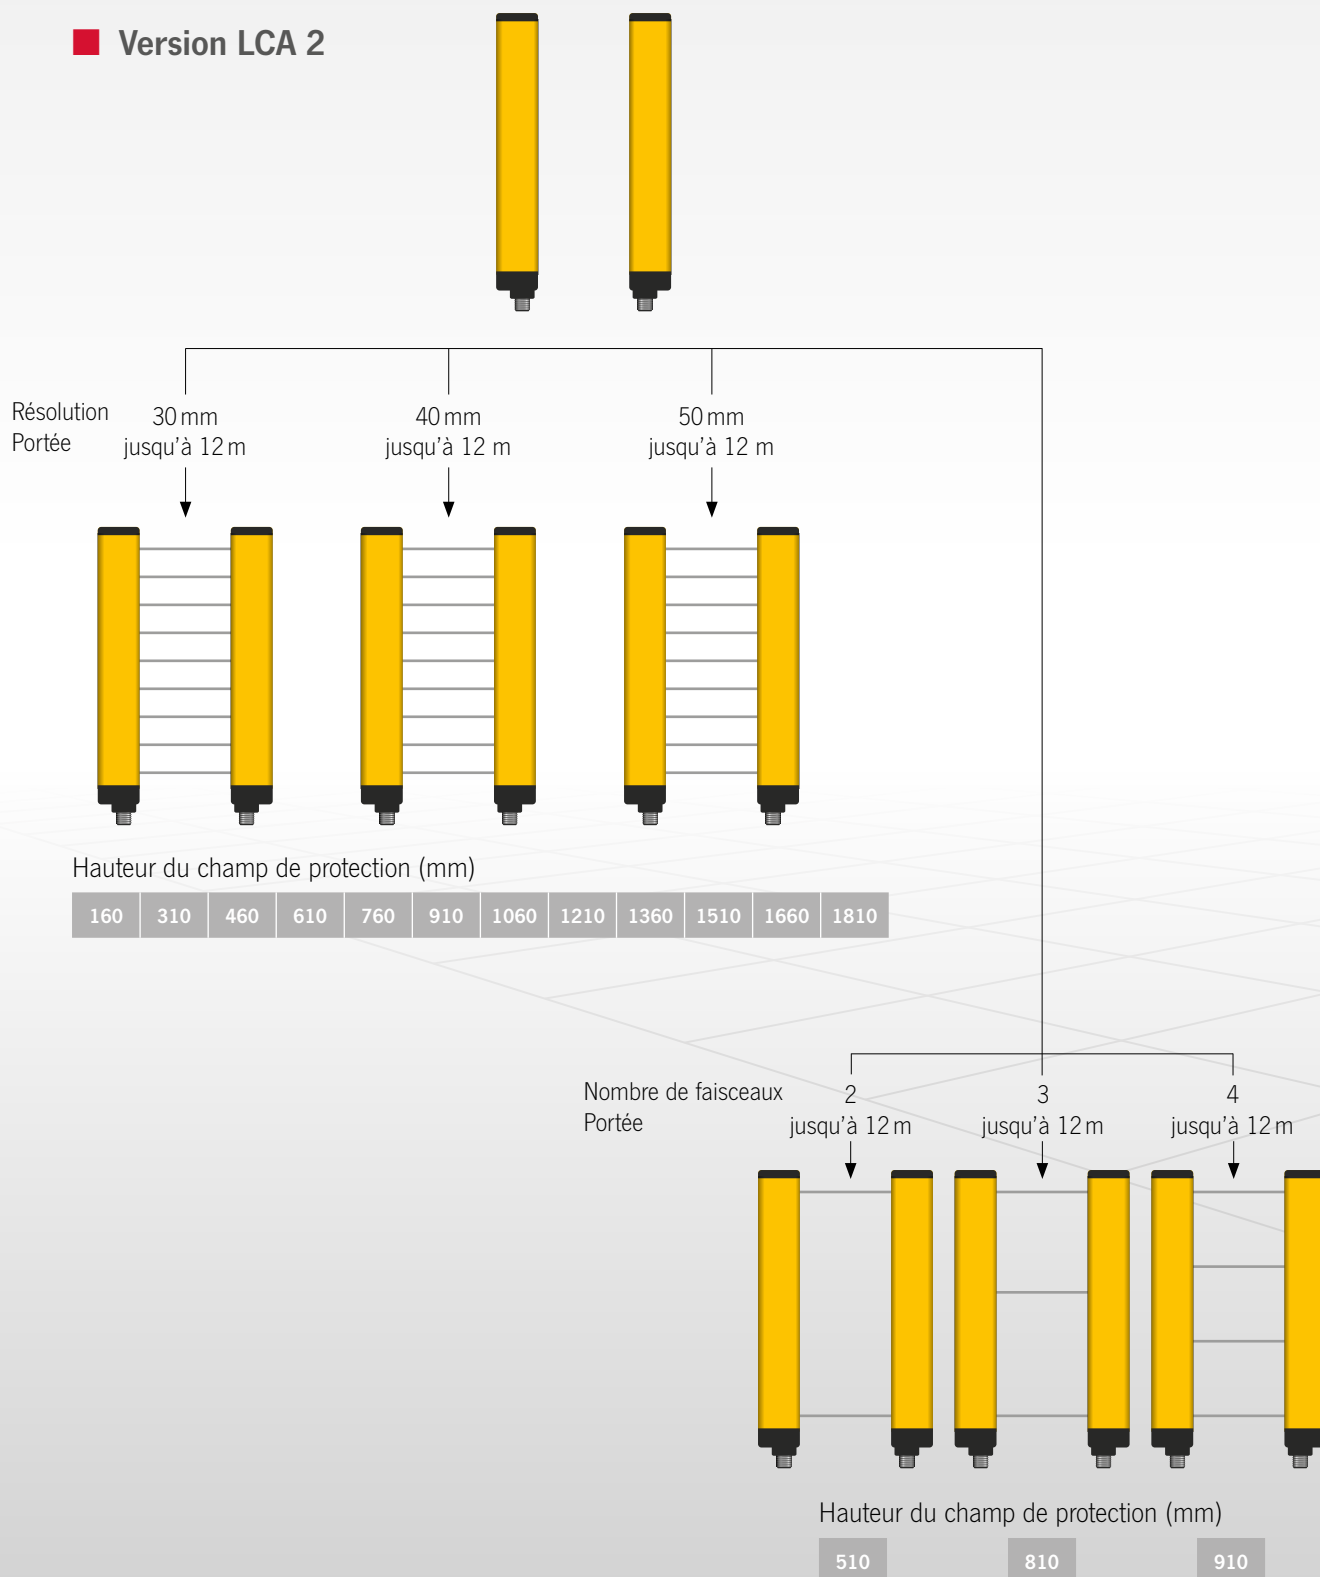 Version LCA 2
Résolution 30 mm 40 mm 50 mm
Portée jusqu'à 12 m jusqu'à 12 m jusqu'à 12 m
Hauteur du champ de protection (mm)
160 310 460 610 760 910 1060 1210 1360 1510 1660 1810
Nombre de faisceaux 2 3 4
Portée jusqu'à 12 m jusqu'à 12 m jusqu'à 12 m
Hauteur du champ de protection (mm)
510 810 910